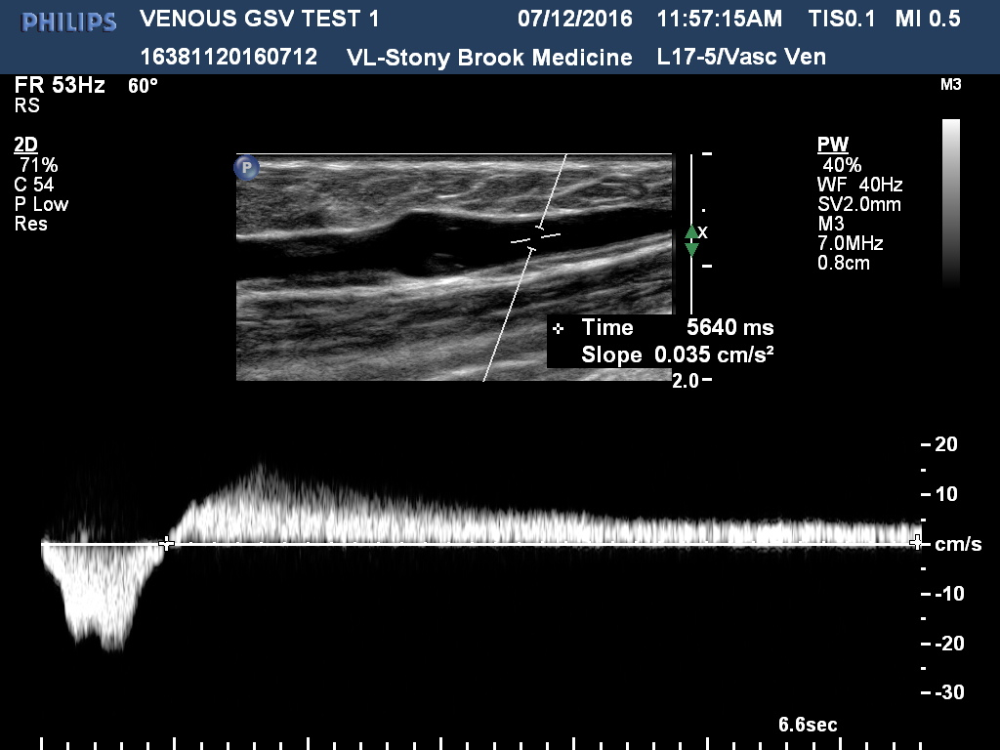 PHILIPS VENOUS GSV TEST 1 07/12/2016 11:57:15AM TIS0.1 MI 0.5
16381120160712 VL-Stony Brook Medicine L17-5/Vasc Ven
FR 53Hz 60°
RS
M3
2D
71%
C 54
P Low
Res
P
x
PW
40%
WF 40Hz
SV2.0mm
M3
7.0MHz
0.8cm
Time 5640 ms
Slope 0.035 cm/s²
2.0
20
10
cm/s
-10
-20
-30
6.6sec